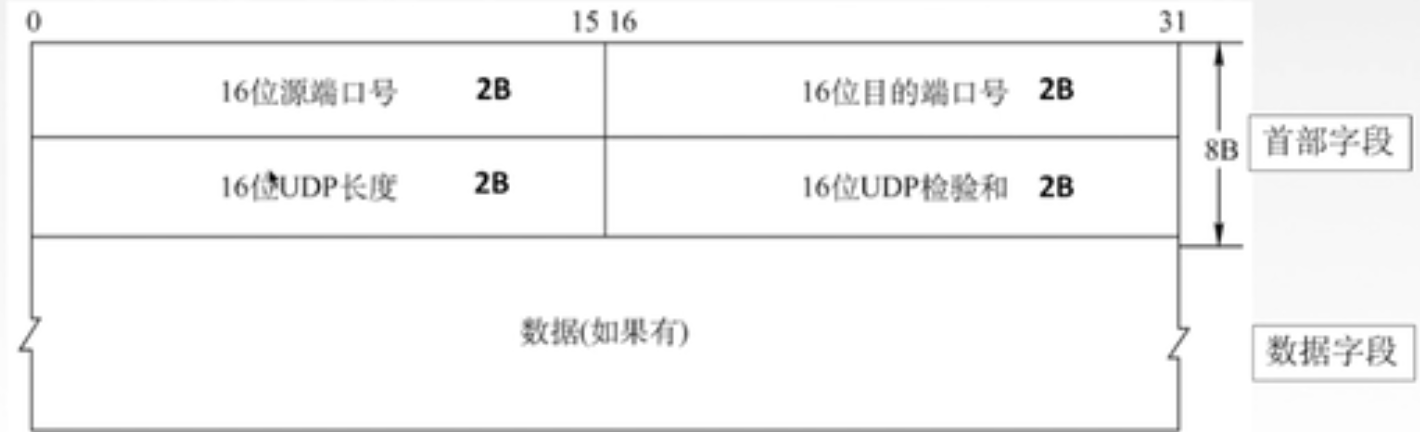 0 15 16 31
16位源端口号 2B 16位目的端口号 2B
8B 首部字段
16位UDP长度 2B 16位UDP检验和 2B
数据(如果有)
数据字段